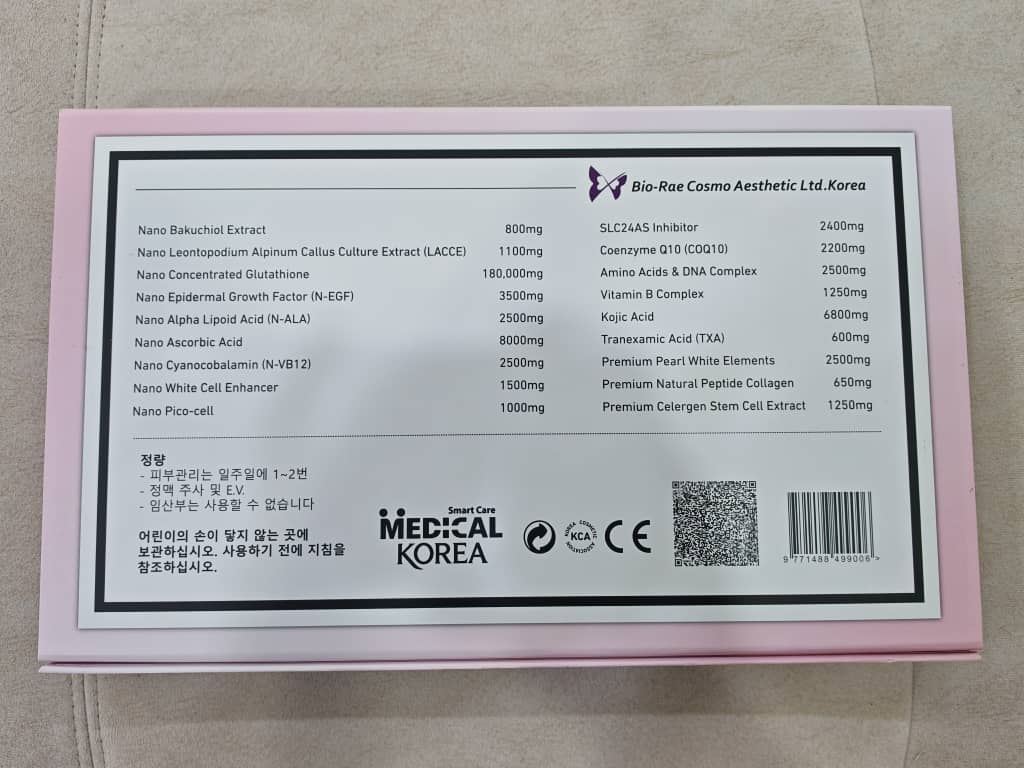 Bio-Rae Cosmo Aesthetic Ltd.Korea
Nano Bakuchiol Extract 800mg
Nano Leontopodium Alpinum Callus Culture Extract (LACCE) 1100mg
Nano Concentrated Glutathione 180,000mg
Nano Epidermal Growth Factor (N-EGF) 3500mg
Nano Alpha Lipoid Acid (N-ALA) 2500mg
Nano Ascorbic Acid 8000mg
Nano Cyanocobalamin (N-VB12) 2500mg
Nano White Cell Enhancer 1500mg
Nano Pico-cell 1000mg
SLC24AS Inhibitor 2400mg
Coenzyme Q10 (COQ10) 2200mg
Amino Acids & DNA Complex 2500mg
Vitamin B Complex 1250mg
Kojic Acid 6800mg
Tranexamic Acid (TXA) 600mg
Premium Pearl White Elements 2500mg
Premium Natural Peptide Collagen 650mg
Premium Celergen Stem Cell Extract 1250mg
정량
- 피부관리는 일주일에 1~2번
- 정맥 주사 및 E.V.
- 임산부는 사용할 수 없습니다
어린이의 손이 닿지 않는 곳에
보관하십시오. 사용하기 전에 지침을
참조하십시오.
Smart Care
MEDICAL
KOREA
KOREA COSMETIC
KCA
ASSOCIATION
CE
9 771488 499006 >